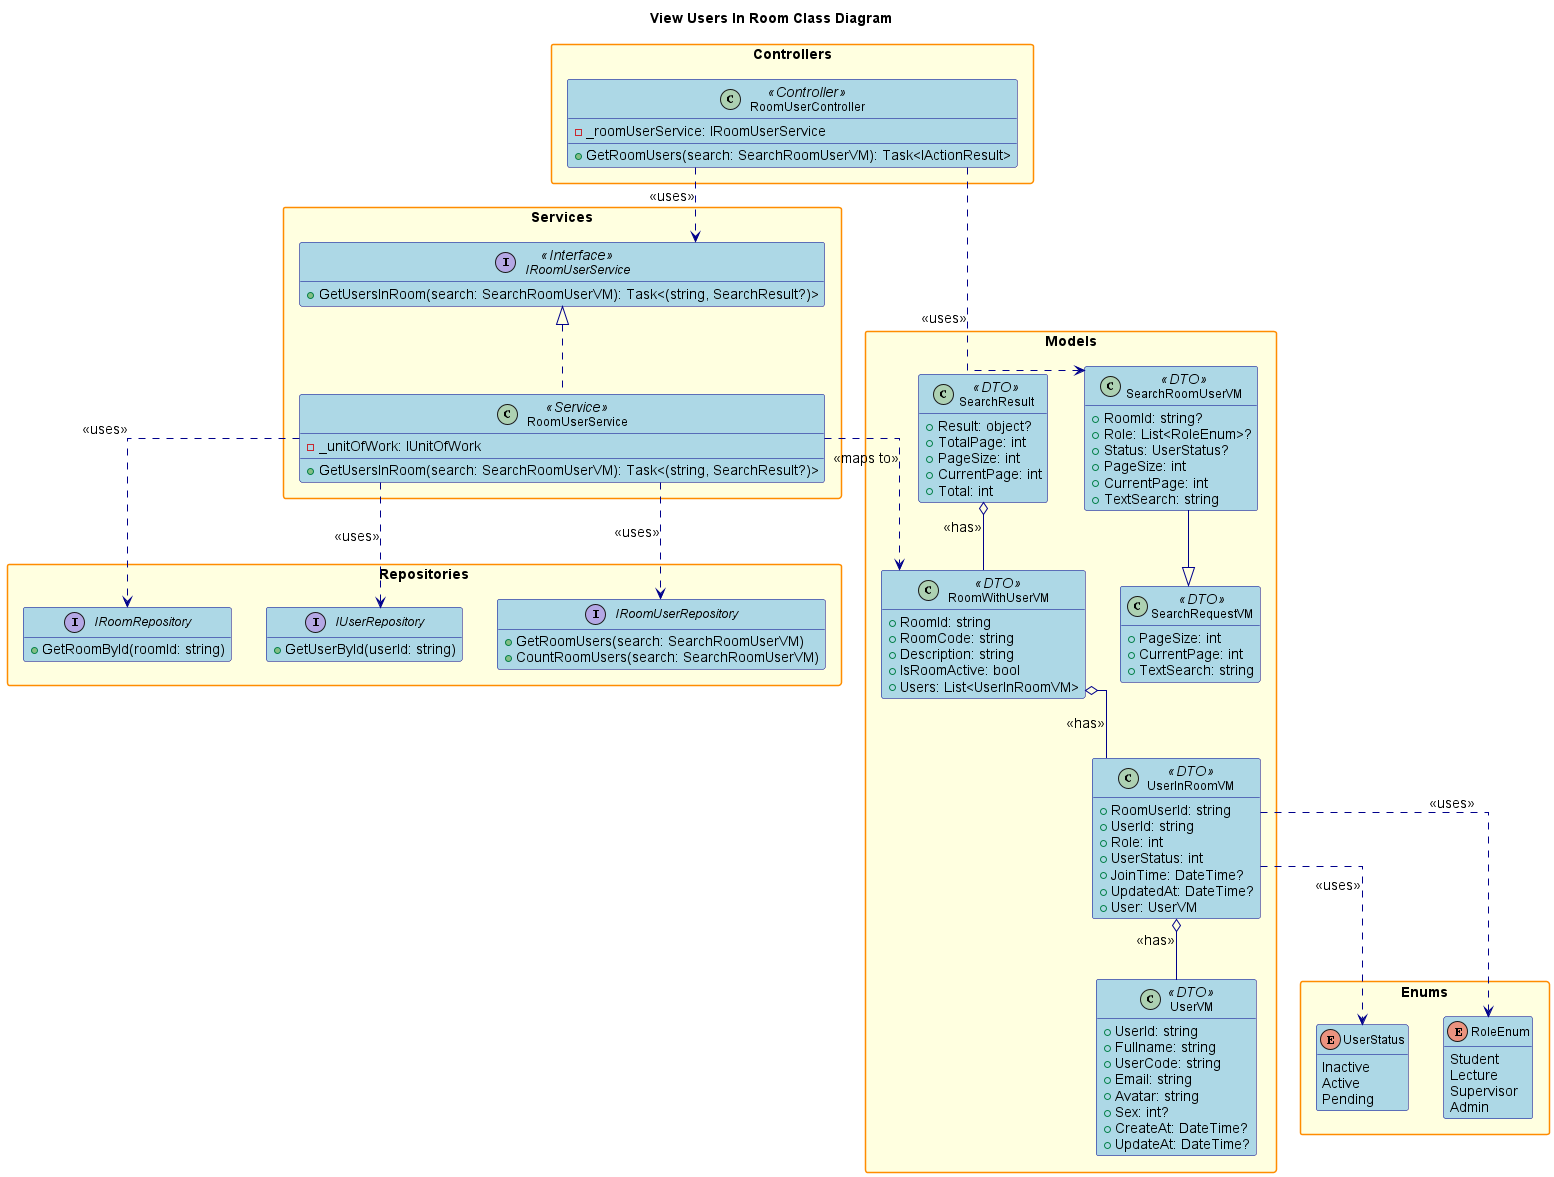 View Users In Room Class Diagram
Controllers
C
«Controller»
RoomUserController
_roomUserService: IRoomUserService
GetRoomUsers(search: SearchRoomUserVM): Task<IActionResult>
«uses»
«uses»
Services
I
«Interface»
IRoomUserService
GetUsersInRoom(search: SearchRoomUserVM): Task<(string, SearchResult?)>
C
«Service»
RoomUserService
_unitOfWork: IUnitOfWork
GetUsersInRoom(search: SearchRoomUserVM): Task<(string, SearchResult?)>
«uses»
«uses»
«uses»
«maps to»
Repositories
I
IRoomRepository
GetRoomById(roomId: string)
I
IUserRepository
GetUserById(userId: string)
I
IRoomUserRepository
GetRoomUsers(search: SearchRoomUserVM)
CountRoomUsers(search: SearchRoomUserVM)
Models
C
«DTO»
SearchResult
Result: object?
TotalPage: int
PageSize: int
CurrentPage: int
Total: int
C
«DTO»
SearchRoomUserVM
RoomId: string?
Role: List<RoleEnum>?
Status: UserStatus?
PageSize: int
CurrentPage: int
TextSearch: string
«has»
C
«DTO»
RoomWithUserVM
RoomId: string
RoomCode: string
Description: string
IsRoomActive: bool
Users: List<UserInRoomVM>
C
«DTO»
SearchRequestVM
PageSize: int
CurrentPage: int
TextSearch: string
«has»
C
«DTO»
UserInRoomVM
RoomUserId: string
UserId: string
Role: int
UserStatus: int
JoinTime: DateTime?
UpdatedAt: DateTime?
User: UserVM
«uses»
«uses»
«has»
C
«DTO»
UserVM
UserId: string
Fullname: string
UserCode: string
Email: string
Avatar: string
Sex: int?
CreateAt: DateTime?
UpdateAt: DateTime?
Enums
E
UserStatus
Inactive
Active
Pending
E
RoleEnum
Student
Lecture
Supervisor
Admin